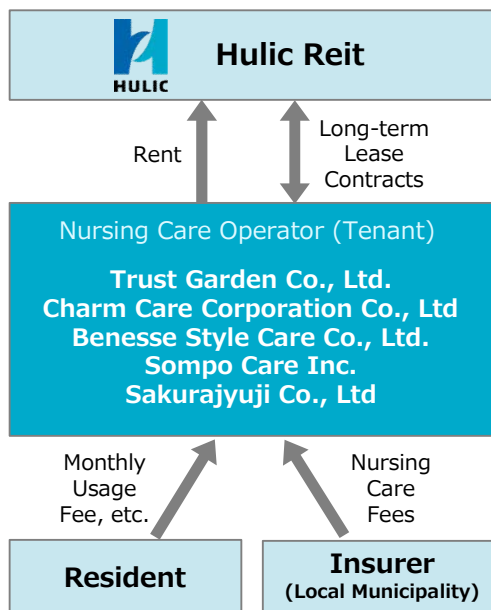 HULIC
Hulic Reit
Rent
Long-term
Lease
Contracts
Nursing Care Operator (Tenant)
Trust Garden Co., Ltd.
Charm Care Corporation Co., Ltd
Benesse Style Care Co., Ltd.
Sompo Care Inc.
Sakurajyuji Co., Ltd
Monthly
Usage
Fee, etc.
Nursing
Care
Fees
Resident
Insurer
(Local Municipality)